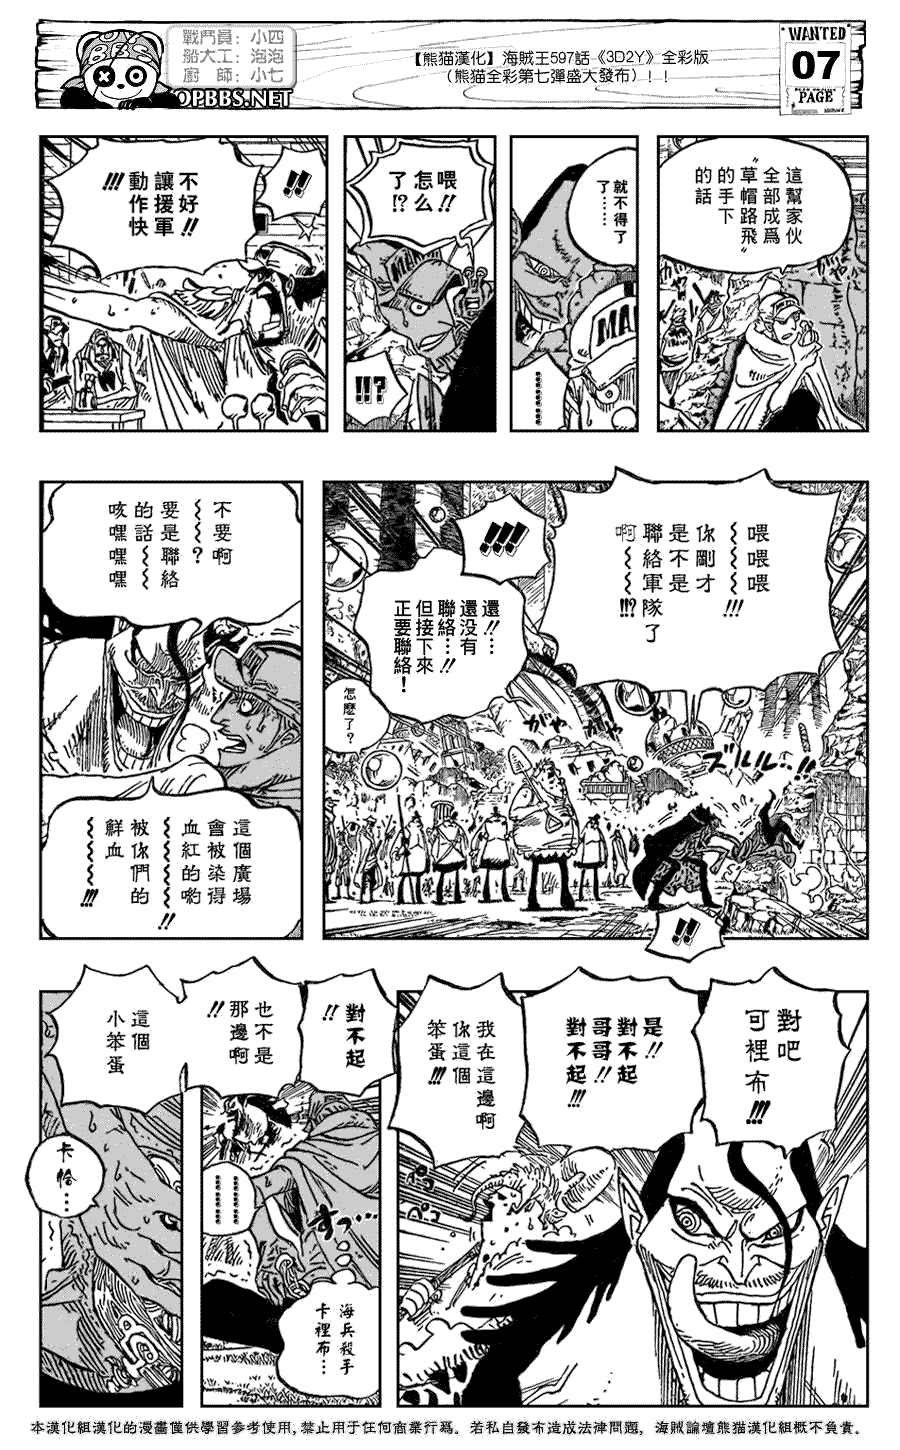 戰鬥員：小四
船大工：泡泡
廚　師：小七
OPBBS.NET
【熊猫漢化】海賊王597話《3D2Y》全彩版
（熊猫全彩第七彈盛大發布）！！
WANTED
07
PAGE
這幫家伙
全部成爲
〝草帽路飛〞
的手下
的話
就不得了
了……
…………
喂!!
怎么
了!?
!!?
!!
不好!!
讓援軍
動作快
!!!
喂喂喂
～～～!!!
你剛才
是不是
聯絡軍隊了
啊～～!!?
!!!
還!!…
還没有
聯絡…!!
但接下來
正要聯絡！
怎麽了？
がや
がや
ズルル…!!
!!
不要啊
～～～？
要是聯絡
的話～～
咳嘿嘿嘿
這個廣場
會被染得
血紅的喲
～～～!!
被你們的
鮮血
～～～!!!
對吧
可裡布!!!
是!!
對不起
哥哥!!
對不起!!!
我在這邊啊
你這個
笨蛋!!!
對不起
!!
也不是
那邊啊
!!
…………
すっ…
海兵殺手
卡裡布…
這個
小笨蛋
卡恰…
本漢化組漢化的漫畫僅供學習參考使用,禁止用于任何商業行爲。若私自發布造成法律問題，海賊論壇熊猫漢化組概不負責。